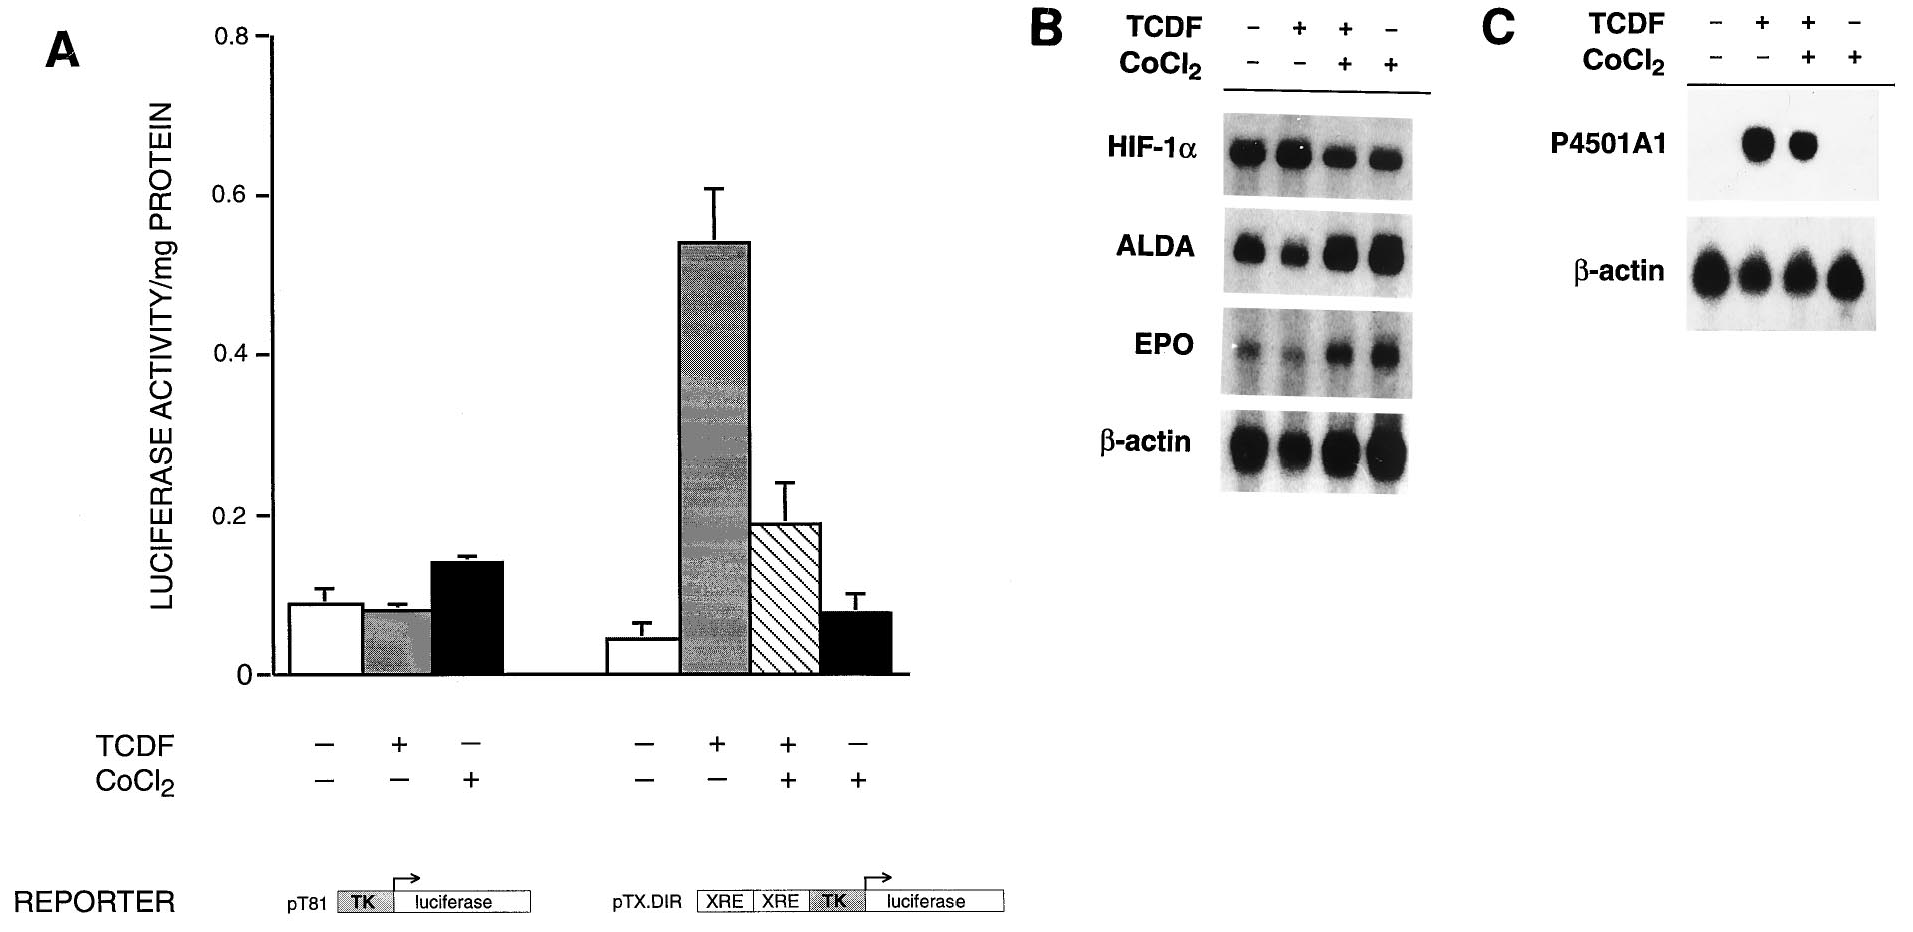 A
0.8
0.6
0.4
0.2
0
LUCIFERASE ACTIVITY/mg PROTEIN
TCDF − + − − + + −
CoCl₂ − − + − − + +
REPORTER
pT81 TK luciferase
pTX.DIR XRE XRE TK luciferase
B
TCDF − + + −
CoCl₂ − − + +
HIF-1α
ALDA
EPO
β-actin
C
TCDF − + + −
CoCl₂ − − + +
P4501A1
β-actin